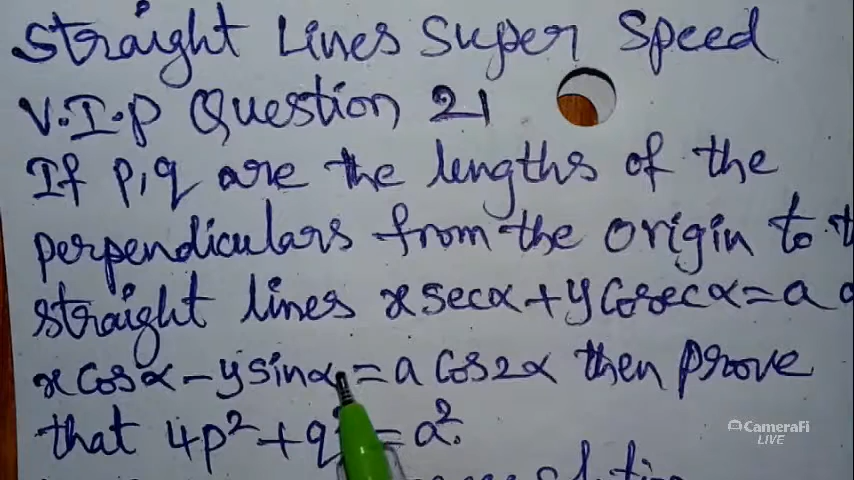 Straight Lines Super Speed
V.I.P Question 21
If p,q are the lengths of the
perpendiculars from the origin to
straight lines x secα + y cosecα = a
x cosα - y sinα = a cos2α then prove
that 4p² + q = a².
CameraFi
LIVE